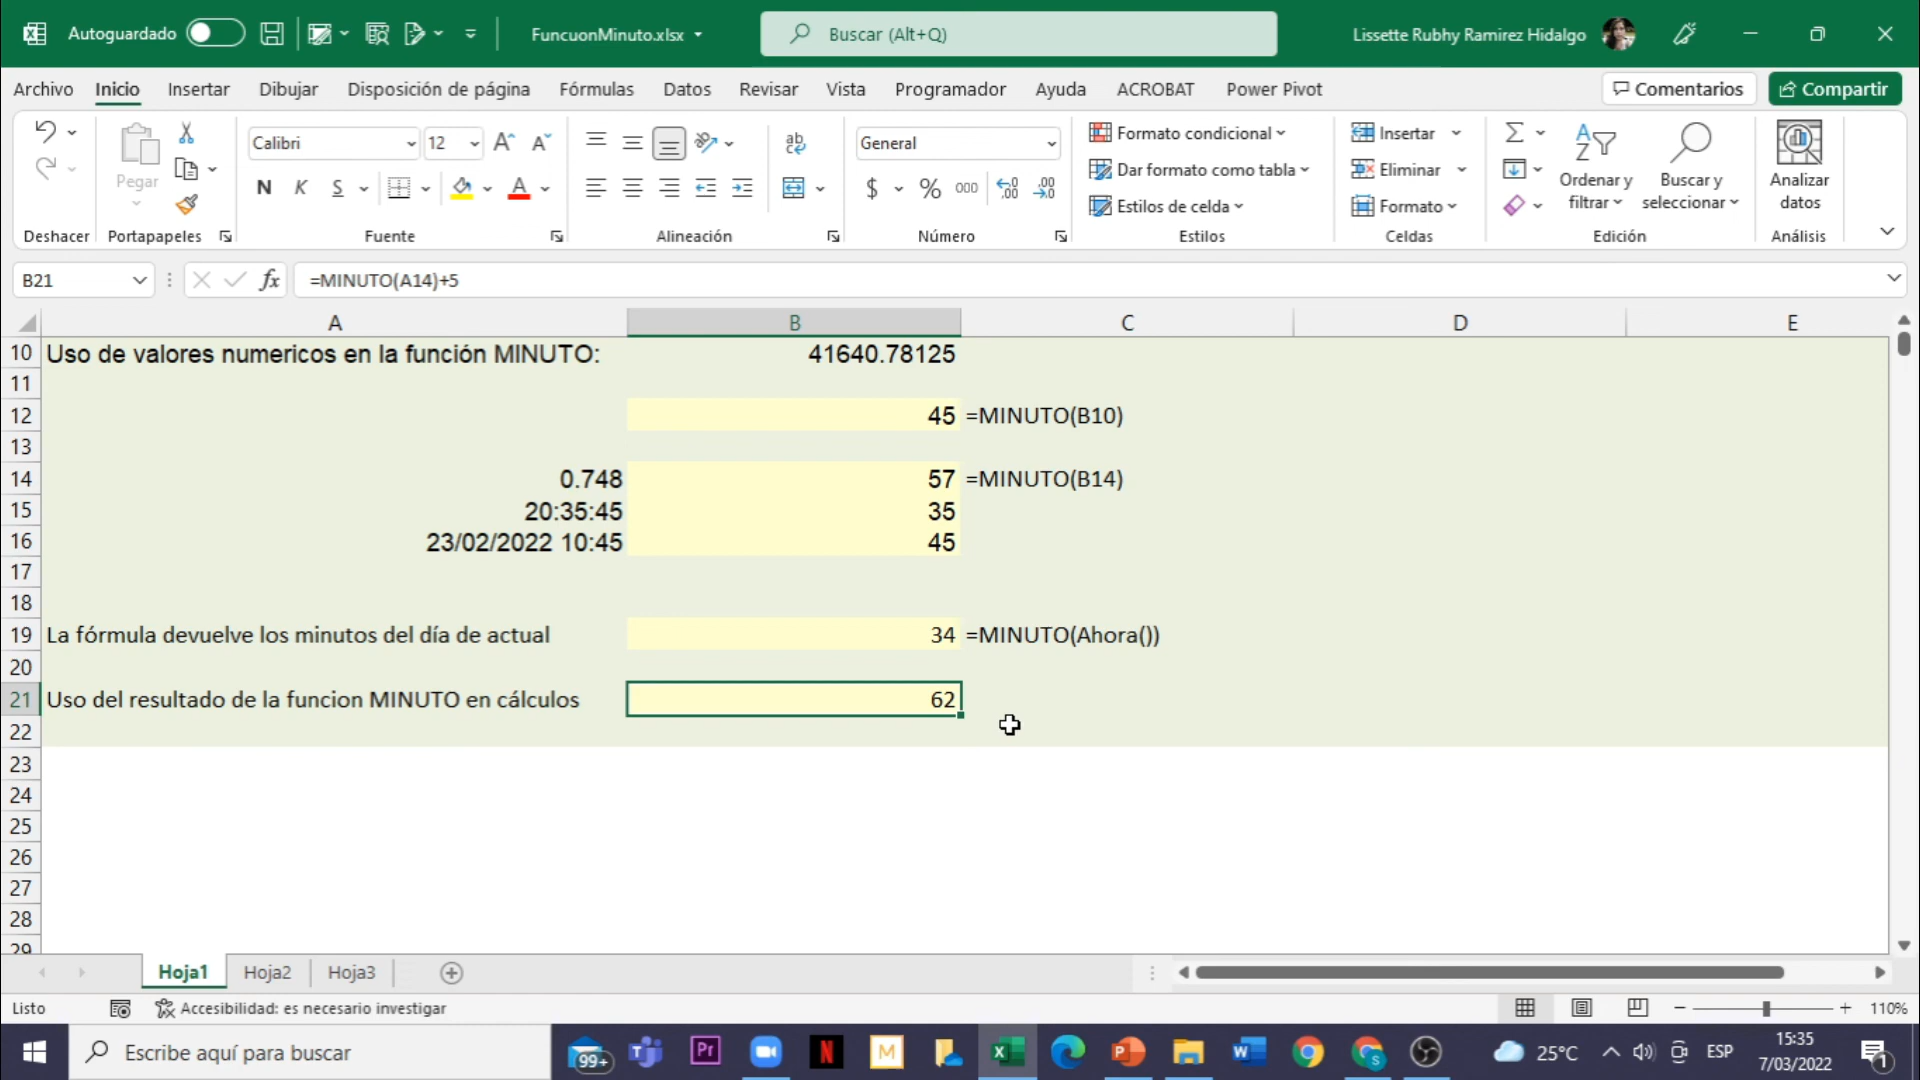 Autoguardado
FuncuonMinuto.xlsx
Buscar (Alt+Q)
Lissette Rubhy Ramirez Hidalgo
Archivo Inicio Insertar Dibujar Disposición de página Fórmulas Datos Revisar Vista Programador Ayuda ACROBAT Power Pivot Comentarios Compartir
Pegar
Calibri 12
N K S
ab
General
$ % 000
Formato condicional
Dar formato como tabla
Estilos de celda
Insertar
Eliminar
Formato
Ordenar y filtrar
Buscar y seleccionar
Analizar datos
Deshacer Portapapeles Fuente Alineación Número Estilos Celdas Edición Análisis
B21 fx =MINUTO(A14)+5
A B C D E
10 Uso de valores numericos en la función MINUTO: 41640.78125
11
12 45 =MINUTO(B10)
13
14 0.748 57 =MINUTO(B14)
15 20:35:45 35
16 23/02/2022 10:45 45
17
18
19 La fórmula devuelve los minutos del día de actual 34 =MINUTO(Ahora())
20
21 Uso del resultado de la funcion MINUTO en cálculos 62
22
23
24
25
26
27
28
29
Hoja1 Hoja2 Hoja3
Listo Accesibilidad: es necesario investigar 110%
Escribe aquí para buscar
99+
25°C ESP
15:35
7/03/2022
1